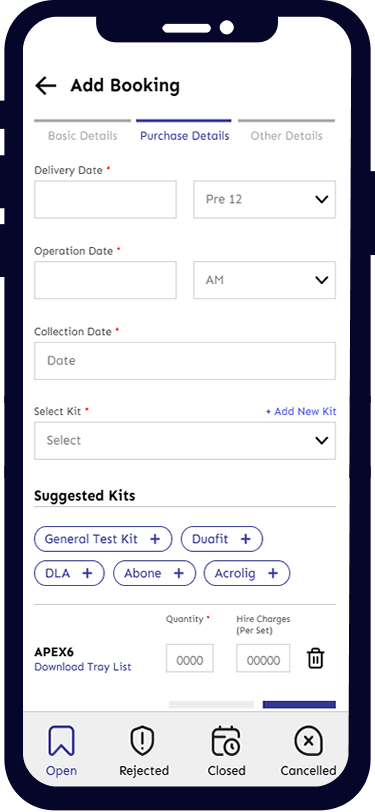 Add Booking
Basic Details Purchase Details Other Details
Delivery Date *
Pre 12
Operation Date *
AM
Collection Date *
Date
Select Kit * + Add New Kit
Select
Suggested Kits
General Test Kit + Duafit +
DLA + Abone + Acrolig +
Quantity * Hire Charges
(Per Set)
APEX6 0000 00000
Download Tray List
Open Rejected Closed Cancelled